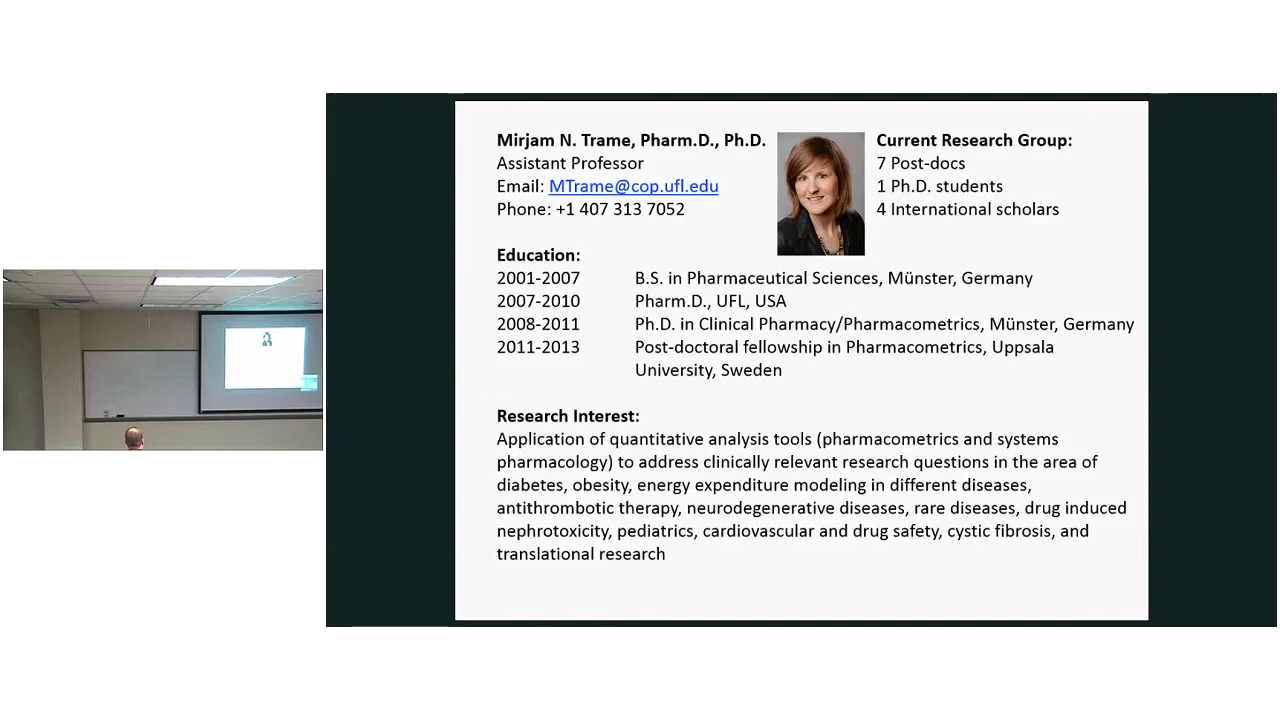 Mirjam N. Trame, Pharm.D., Ph.D.
Assistant Professor
Email: MTrame@cop.ufl.edu
Phone: +1 407 313 7052
Current Research Group:
7 Post-docs
1 Ph.D. students
4 International scholars
Education:
2001-2007 B.S. in Pharmaceutical Sciences, Münster, Germany
2007-2010 Pharm.D., UFL, USA
2008-2011 Ph.D. in Clinical Pharmacy/Pharmacometrics, Münster, Germany
2011-2013 Post-doctoral fellowship in Pharmacometrics, Uppsala
University, Sweden
Research Interest:
Application of quantitative analysis tools (pharmacometrics and systems
pharmacology) to address clinically relevant research questions in the area of
diabetes, obesity, energy expenditure modeling in different diseases,
antithrombotic therapy, neurodegenerative diseases, rare diseases, drug induced
nephrotoxicity, pediatrics, cardiovascular and drug safety, cystic fibrosis, and
translational research